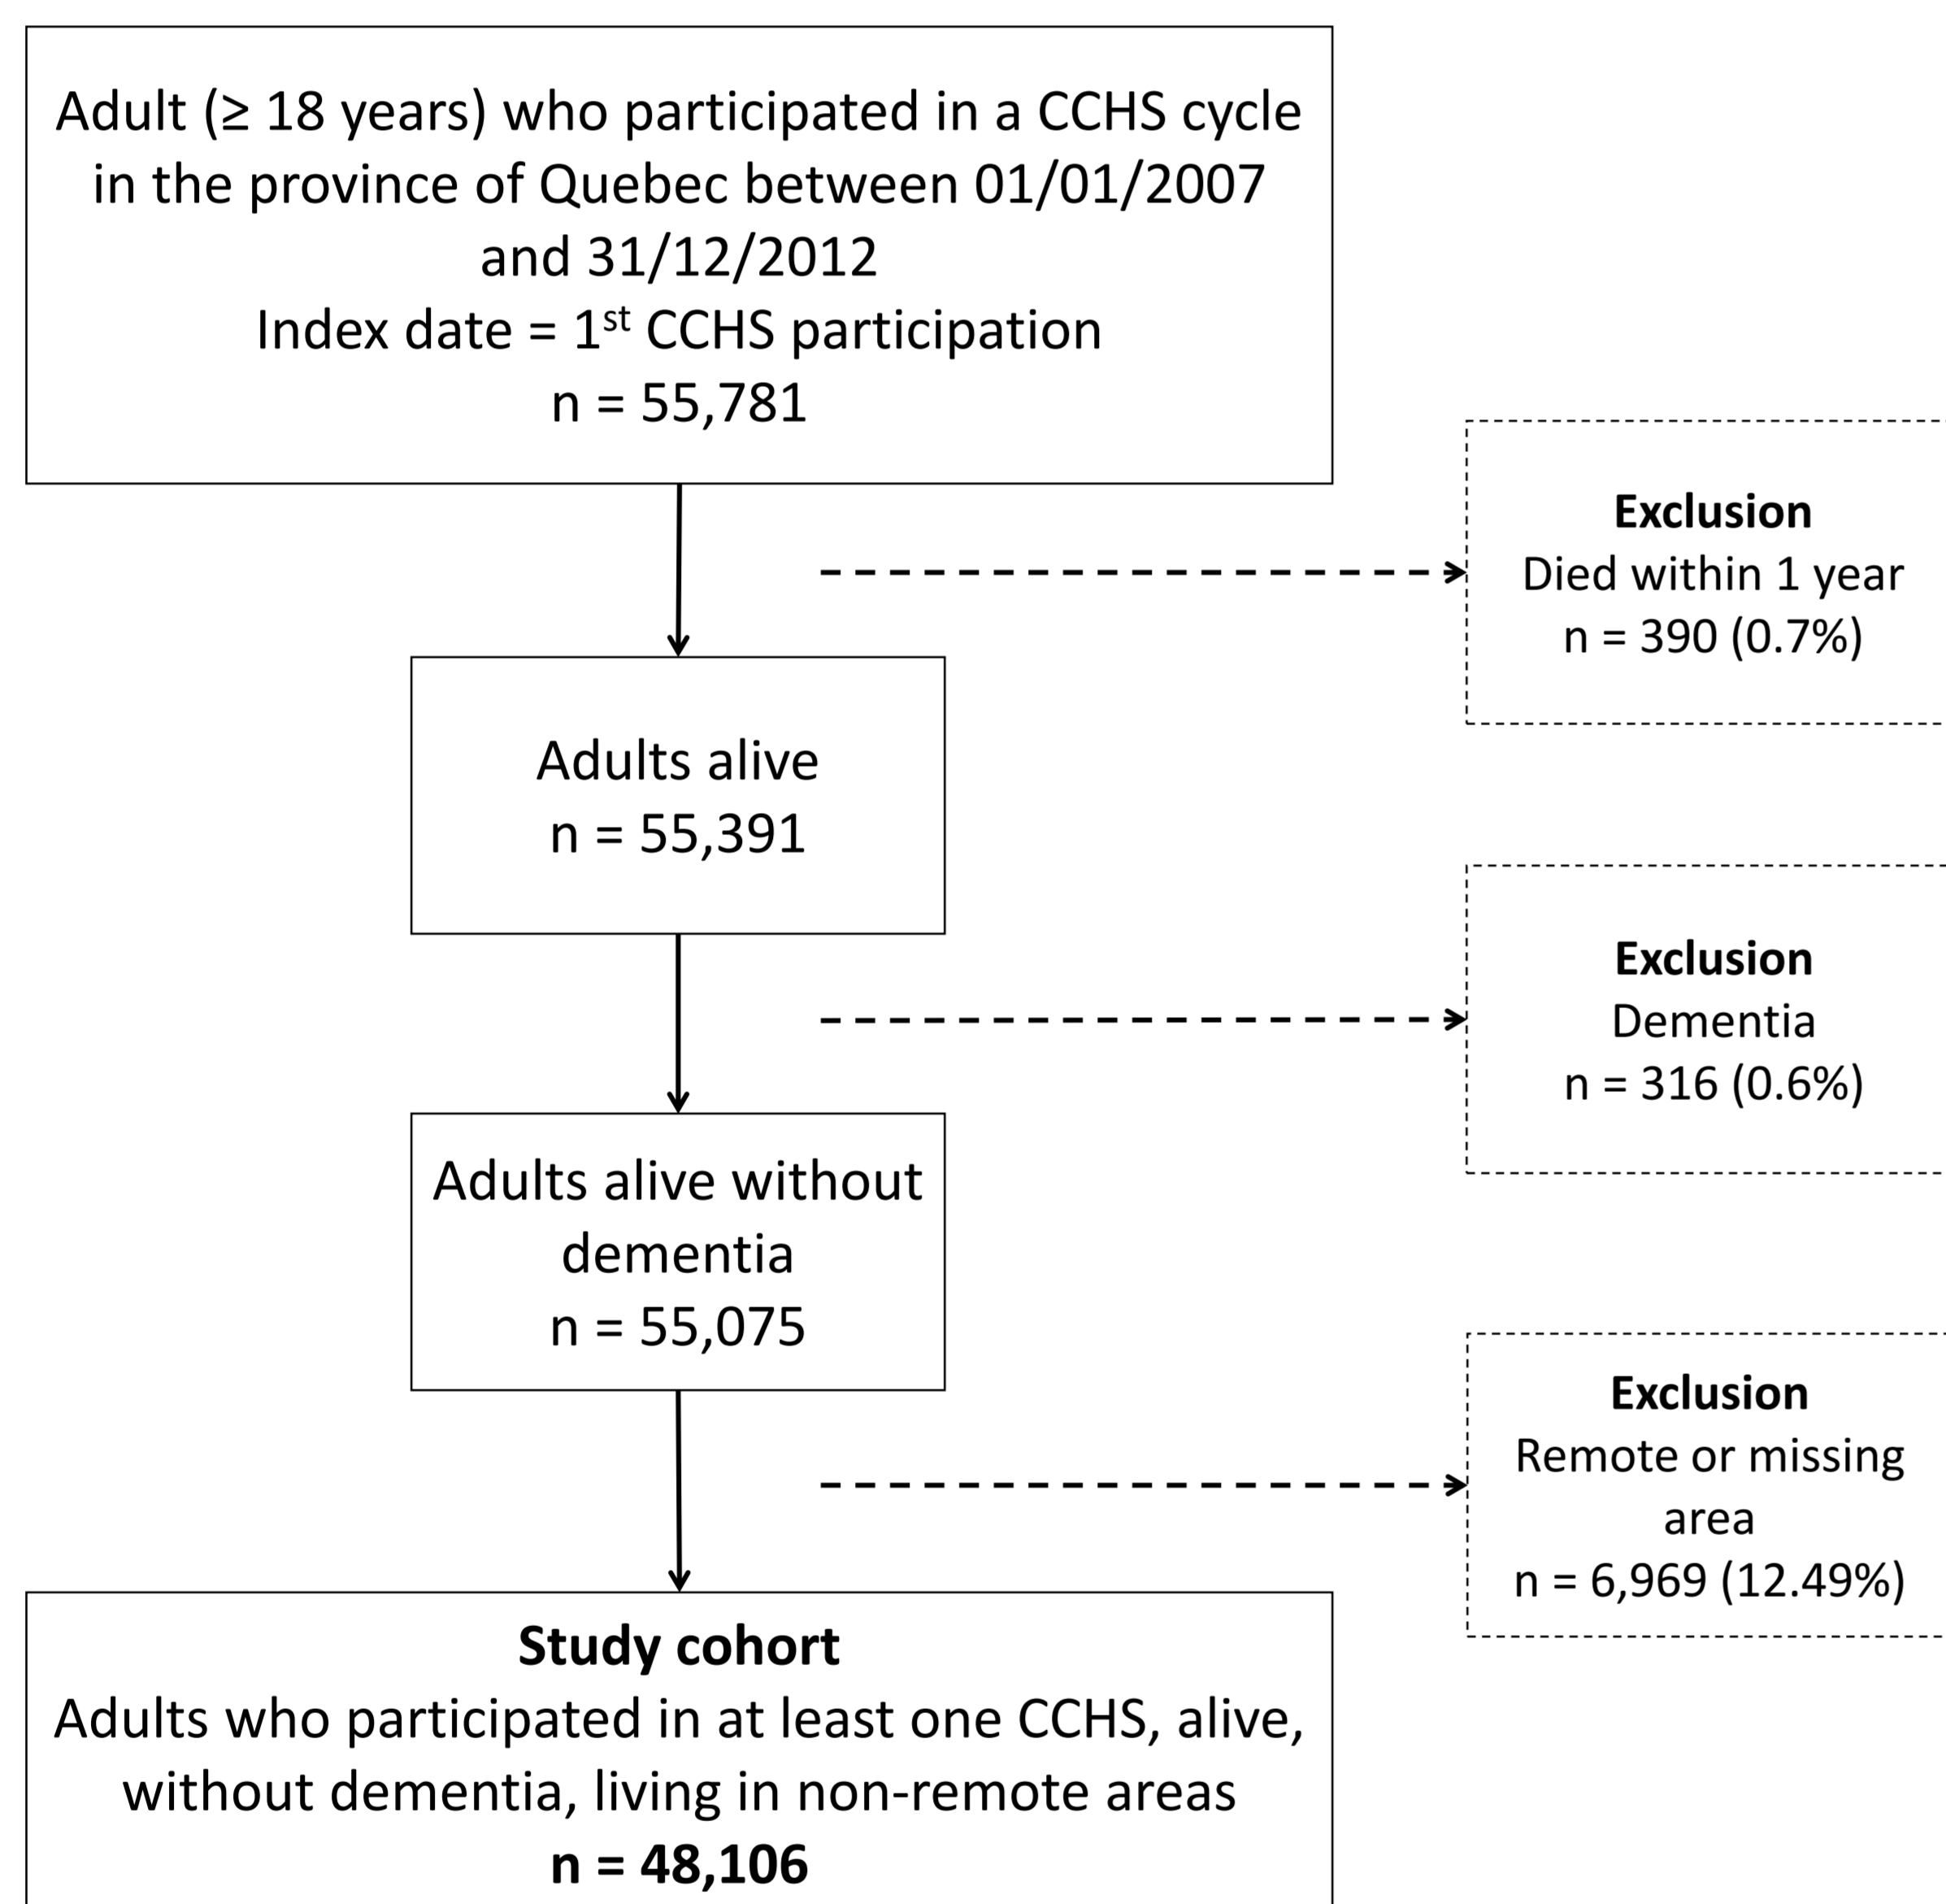 Adult (≥ 18 years) who participated in a CCHS cycle
in the province of Quebec between 01/01/2007
and 31/12/2012
Index date = 1st CCHS participation
n = 55,781
Exclusion
Died within 1 year
n = 390 (0.7%)
Adults alive
n = 55,391
Exclusion
Dementia
n = 316 (0.6%)
Adults alive without
dementia
n = 55,075
Exclusion
Remote or missing
area
n = 6,969 (12.49%)
Study cohort
Adults who participated in at least one CCHS, alive,
without dementia, living in non-remote areas
n = 48,106